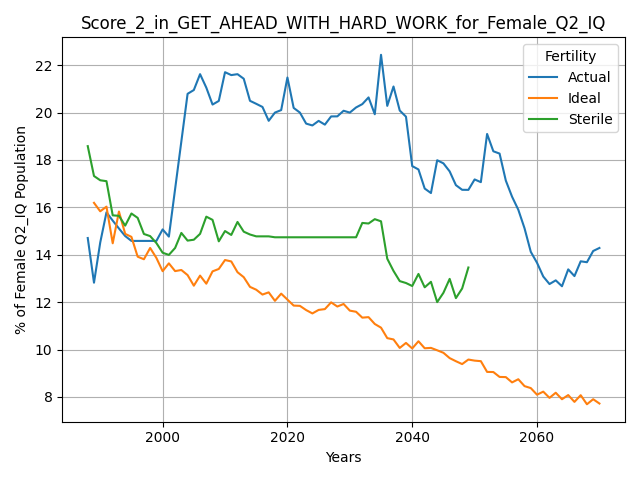 Score_2_in_GET_AHEAD_WITH_HARD_WORK_for_Female_Q2_IQ
Fertility
Actual
Ideal
Sterile
% of Female Q2_IQ Population
22
20
18
16
14
12
10
8
2000 2020 2040 2060
Years